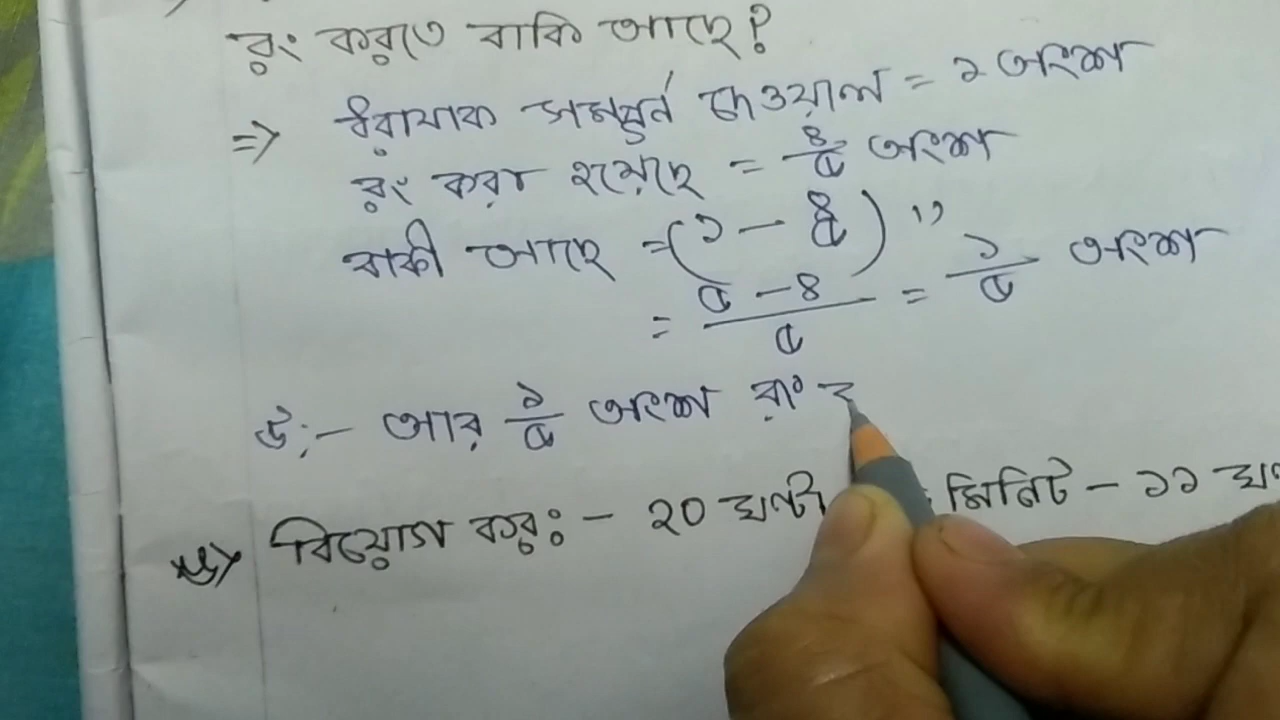 রং করতে বাকি আছে?
=> ধরাযাক সম্পুর্ন দেওয়াল = ১ অংশ
রং করা হয়েছে = ৪/৫ অংশ
বাকী আছে = (১ - ৪/৫) ''
= (৫ - ৪)/৫ = ১/৫ অংশ
উ:- আর ১/৫ অংশ রং
বিয়োগ কর:- ২০ ঘণ্টা মিনিট - ১১